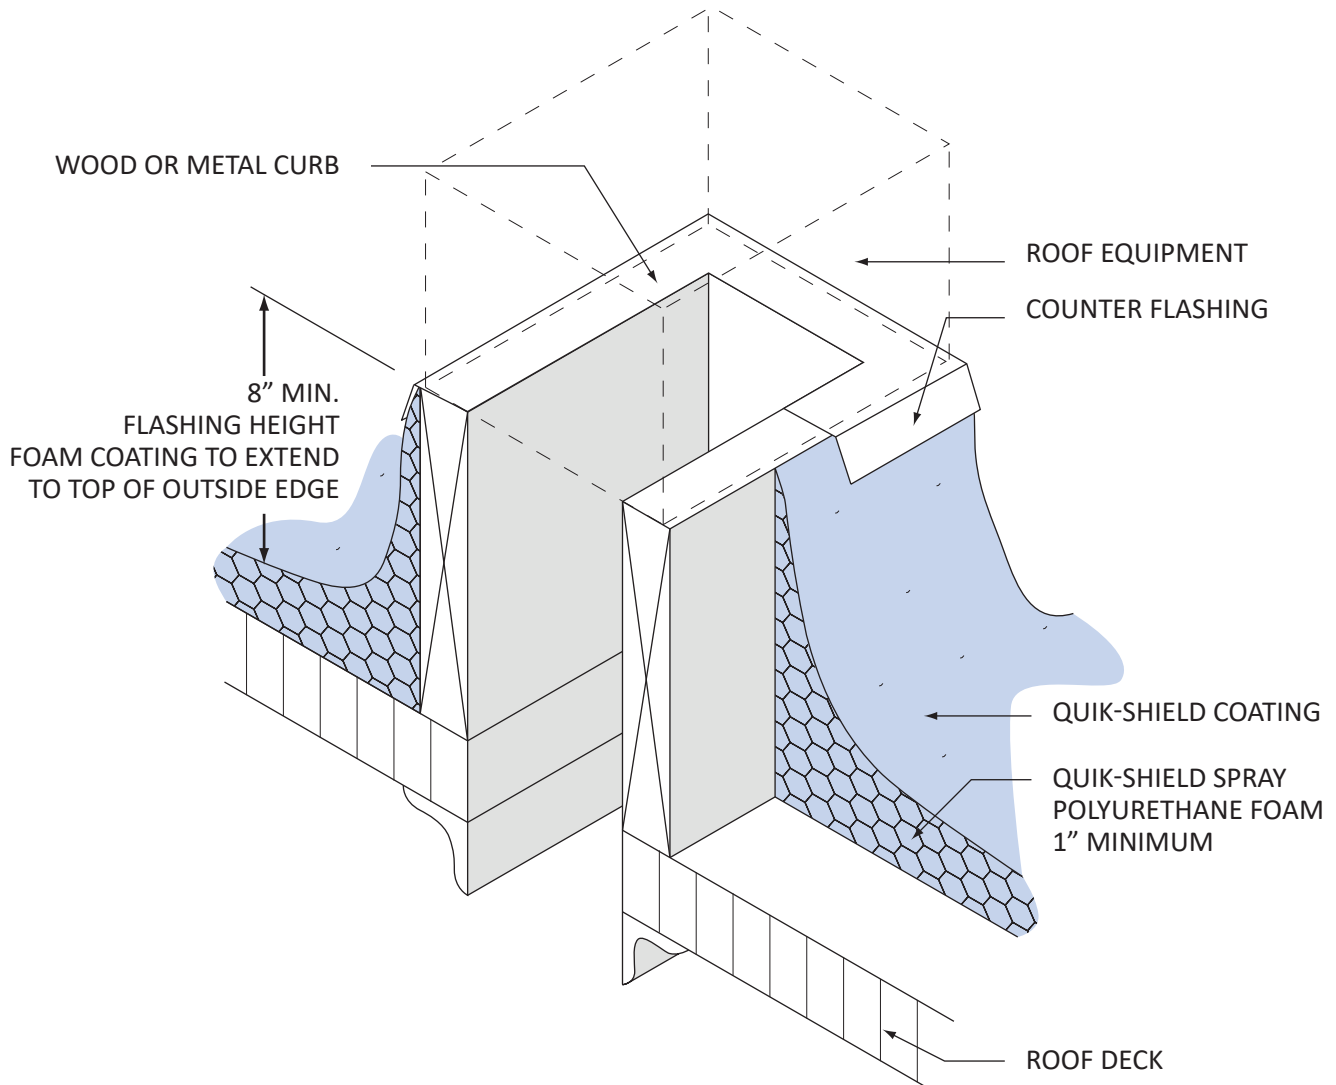 WOOD OR METAL CURB
ROOF EQUIPMENT
COUNTER FLASHING
8” MIN.
FLASHING HEIGHT
FOAM COATING TO EXTEND
TO TOP OF OUTSIDE EDGE
QUIK-SHIELD COATING
QUIK-SHIELD SPRAY
POLYURETHANE FOAM
1” MINIMUM
ROOF DECK